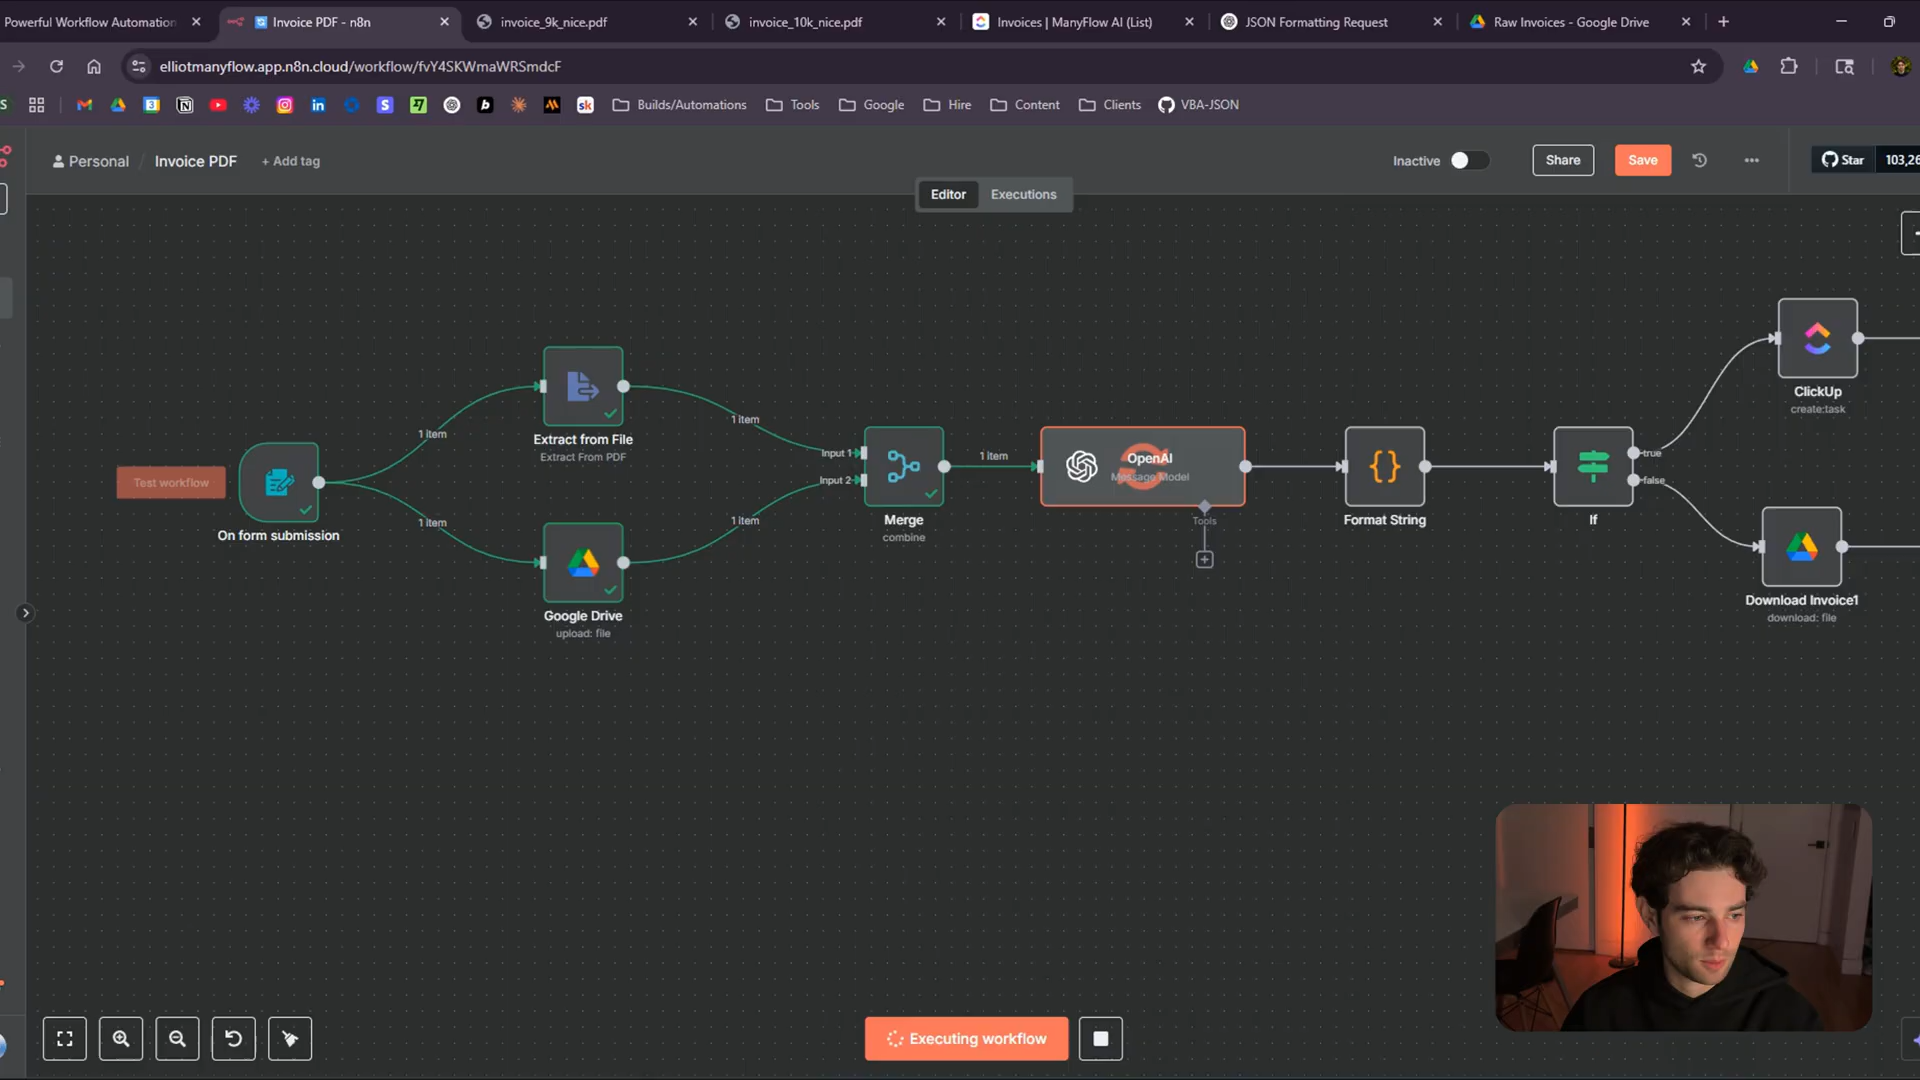 Powerful Workflow Automation
Invoice PDF - n8n
invoice_9k_nice.pdf
invoice_10k_nice.pdf
Invoices | ManyFlow AI (List)
JSON Formatting Request
Raw Invoices - Google Drive
elliotmanyflow.app.n8n.cloud/workflow/fvY4SKWmaWRSmdcF
S
3
S
b
sk
Builds/Automations
Tools
Google
Hire
Content
Clients
VBA-JSON
Personal / Invoice PDF + Add tag
Inactive
Share
Save
Star
103,26
Editor
Executions
Test workflow
On form submission
1 item
1 item
Extract from File
Extract From PDF
Google Drive
upload: file
1 item
1 item
Input 1
Input 2
Merge
combine
1 item
OpenAI
Message Model
Tools
Format String
If
true
false
ClickUp
create:task
Download Invoice1
download: file
Executing workflow